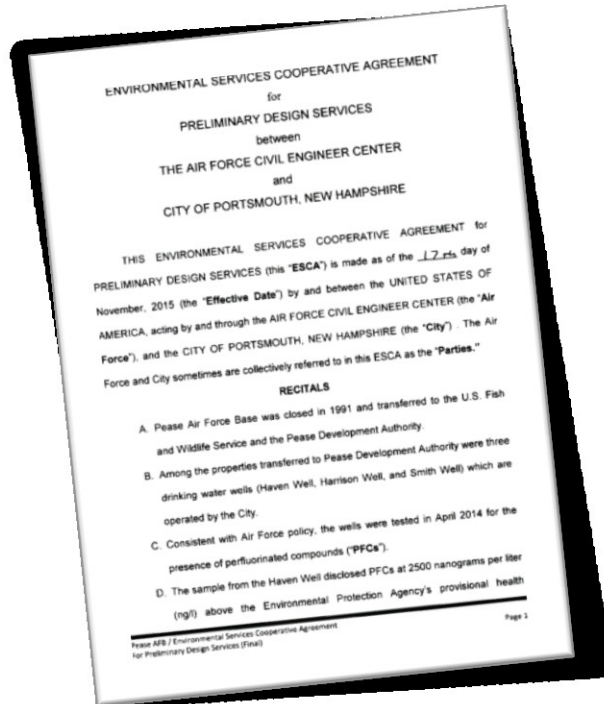 ENVIRONMENTAL SERVICES COOPERATIVE AGREEMENT
for
PRELIMINARY DESIGN SERVICES
between
THE AIR FORCE CIVIL ENGINEER CENTER
and
CITY OF PORTSMOUTH, NEW HAMPSHIRE
THIS ENVIRONMENTAL SERVICES COOPERATIVE AGREEMENT for
PRELIMINARY DESIGN SERVICES (this "ESCA") is made as of the 17th day of
November, 2015 (the "Effective Date") by and between the UNITED STATES OF
AMERICA, acting by and through the AIR FORCE CIVIL ENGINEER CENTER (the "Air
Force"), and the CITY OF PORTSMOUTH, NEW HAMPSHIRE (the "City") . The Air
Force and City sometimes are collectively referred to in this ESCA as the "Parties."
RECITALS
A. Pease Air Force Base was closed in 1991 and transferred to the U.S. Fish
and Wildlife Service and the Pease Development Authority.
B. Among the properties transferred to Pease Development Authority were three
drinking water wells (Haven Well, Harrison Well, and Smith Well) which are
operated by the City.
C. Consistent with Air Force policy, the wells were tested in April 2014 for the
presence of perfluorinated compounds ("PFCs").
D. The sample from the Haven Well disclosed PFCs at 2500 nanograms per liter
(ng/l) above the Environmental Protection Agency's provisional health
Pease AFB / Environmental Services Cooperative Agreement
For Preliminary Design Services (Final)
Page 1